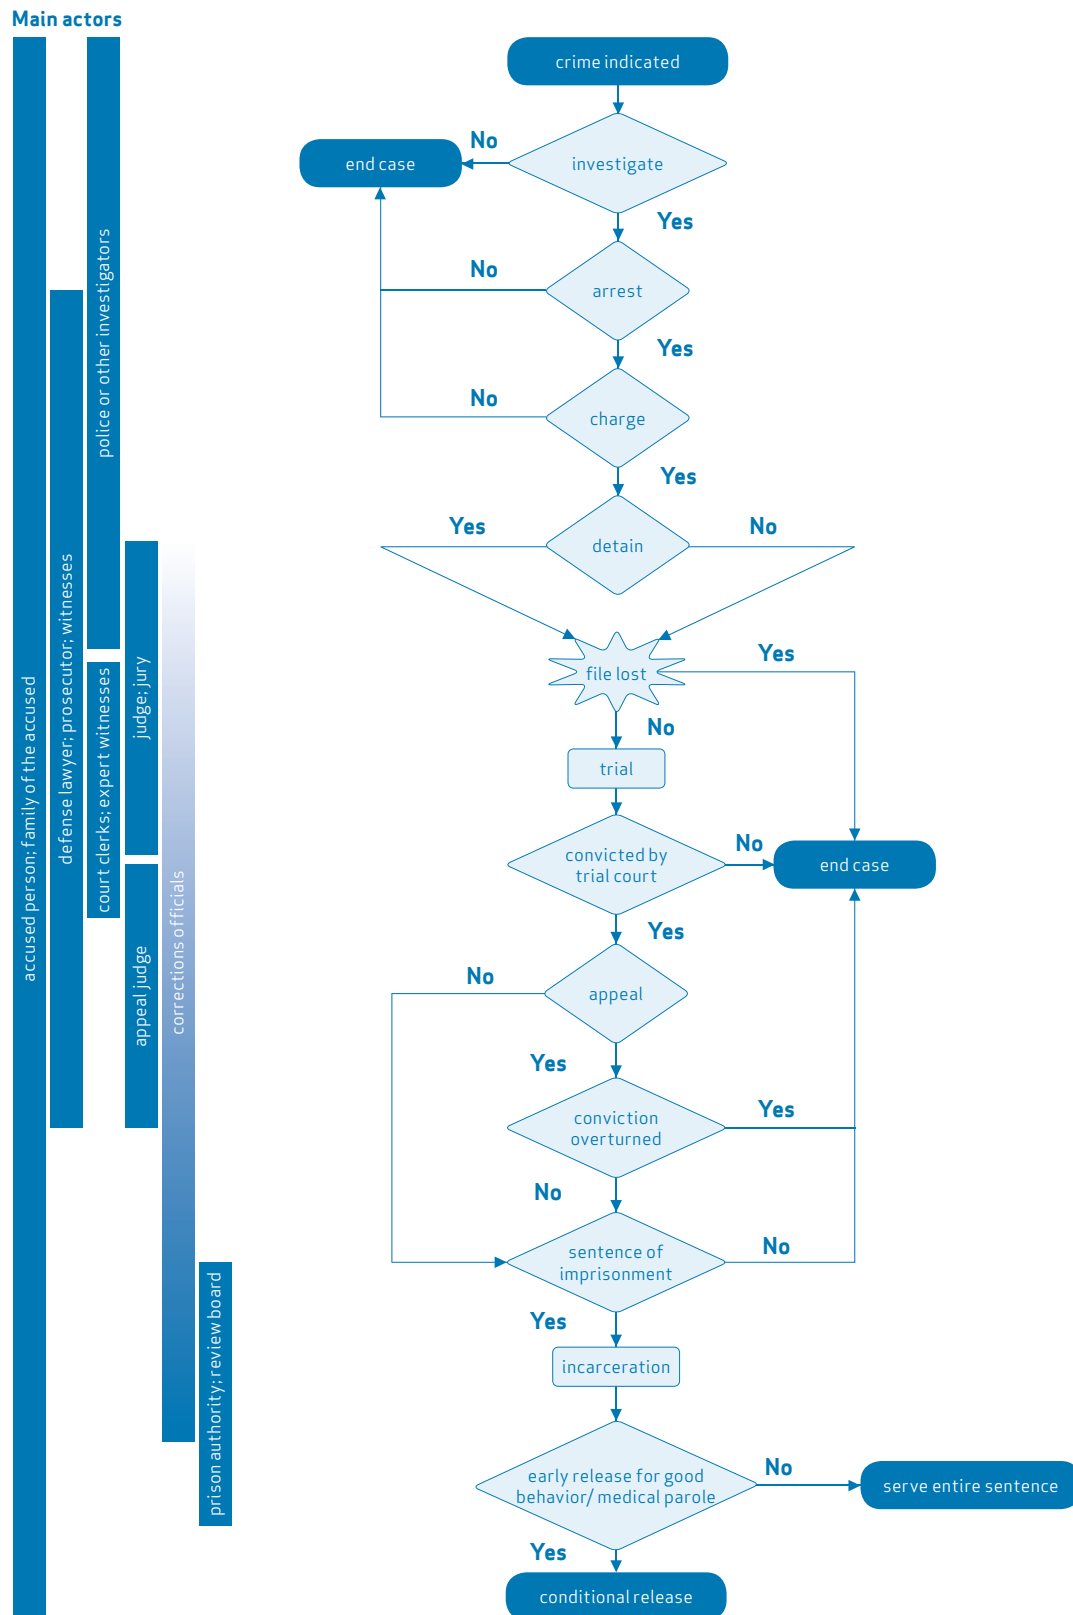 Main actors
accused person; family of the accused
defense lawyer; prosecutor; witnesses
police or other investigators
court clerks; expert witnesses
judge; jury
appeal judge
corrections officials
prison authority; review board
crime indicated
No
end case
investigate
Yes
No
arrest
Yes
No
charge
Yes
Yes
No
detain
Yes
file lost
No
trial
No
convicted by
trial court
end case
Yes
No
appeal
Yes
conviction
overturned
Yes
No
sentence of
imprisonment
No
Yes
incarceration
No
early release for good
behavior/ medical parole
serve entire sentence
Yes
conditional release